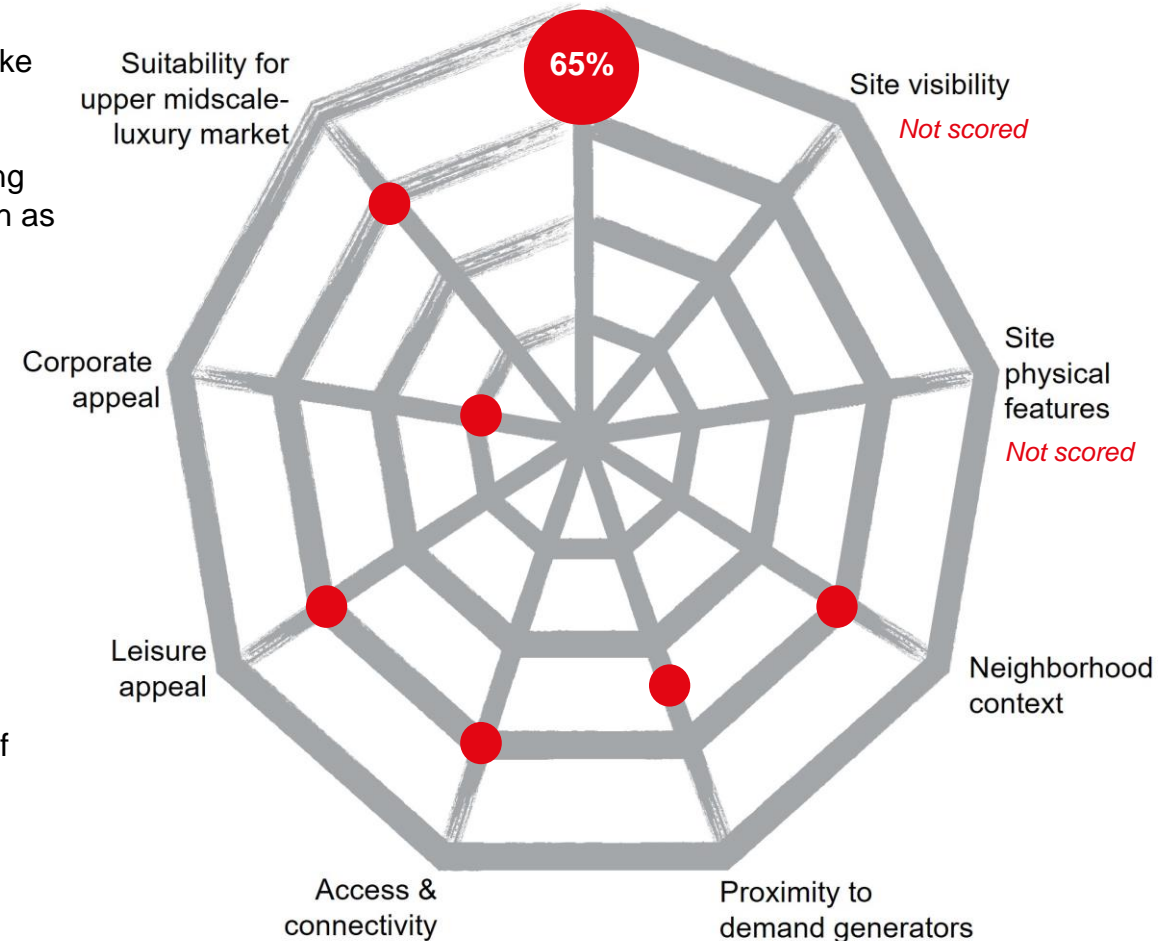 ke
ng
n as
f
65%
Suitability for
upper midscale-
luxury market
Site visibility
Not scored
Corporate
appeal
Site
physical
features
Not scored
Leisure
appeal
Neighborhood
context
Access &
connectivity
Proximity to
demand generators